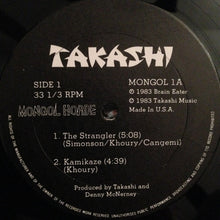 TAKASHI
SIDE 1
33 1/3 RPM
MONGOL HORDE
MONGOL 1A
℗ 1983 Brain Eater
© 1983 Takashi Music
Made in U.S.A.
1. The Strangler (5:08)
(Simonson/Khoury/Cangemi)
2. Kamikaze (4:39)
(Khoury)
Produced by Takashi and
Denny McNerney